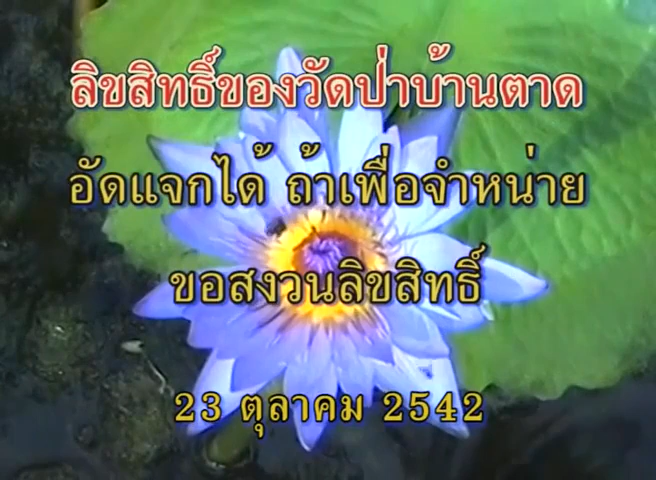 ลิขสิทธิ์ของวัดป่าบ้านตาด
อัดแจกได้ ถ้าเพื่อจำหน่าย
ขอสงวนลิขสิทธิ์
23 ตุลาคม 2542